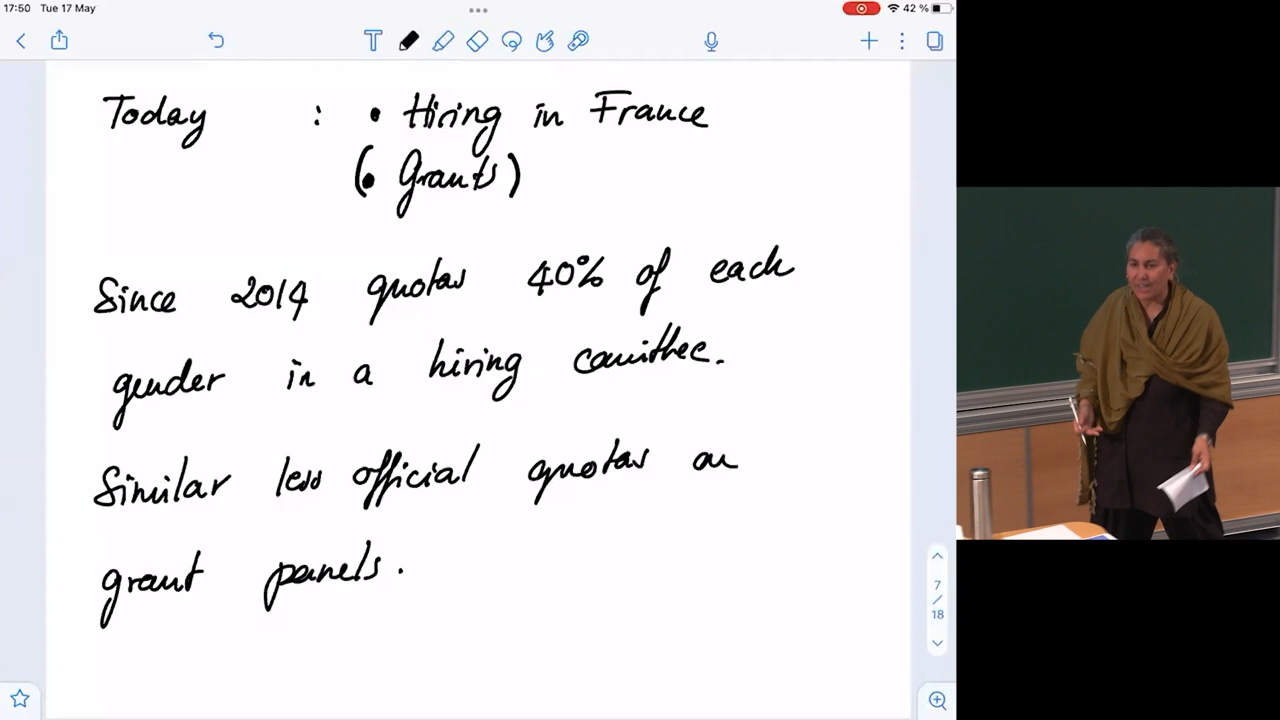 17:50 Tue 17 May
42 %
Today : • Hiring in France
(• Grants)
Since 2014 quotas 40% of each
gender in a hiring committee.
Similar less official quotas on
grant panels.
7
/
18